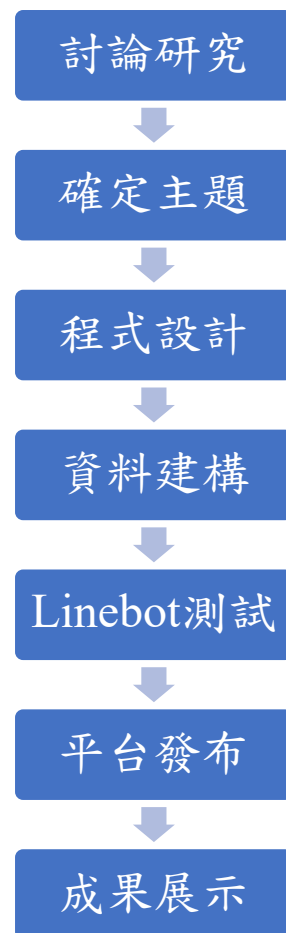 討論研究
確定主題
程式設計
資料建構
Linebot測試
平台發布
成果展示